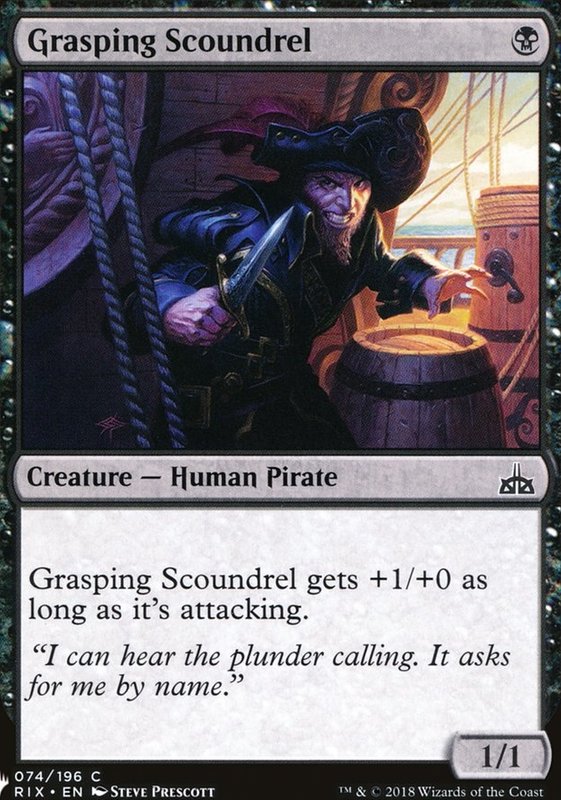 Grasping Scoundrel
Creature — Human Pirate
Grasping Scoundrel gets +1/+0 as
long as it's attacking.
“I can hear the plunder calling. It asks
for me by name.”
1/1
074/196 C
RIX • EN Steve Prescott
™ & © 2018 Wizards of the Coast